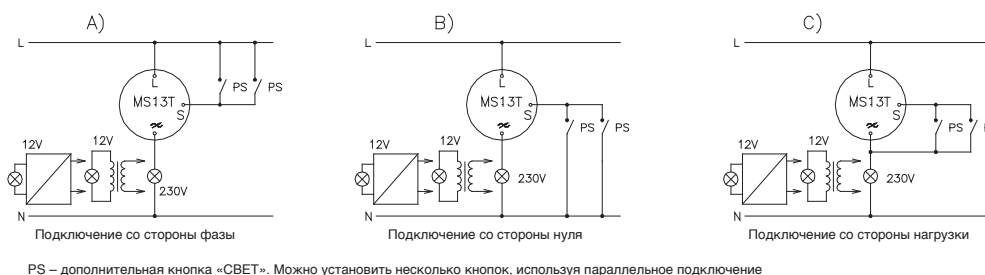 A)
L
L
MS13T
S
PS
PS
12V
12V
230V
N
Подключение со стороны фазы
B)
L
L
MS13T
S
PS
PS
12V
12V
230V
N
Подключение со стороны нуля
C)
L
L
MS13T
S
PS
12V
12V
230V
N
Подключение со стороны нагрузки
PS – дополнительная кнопка «СВЕТ». Можно установить несколько кнопок, используя параллельное подключение